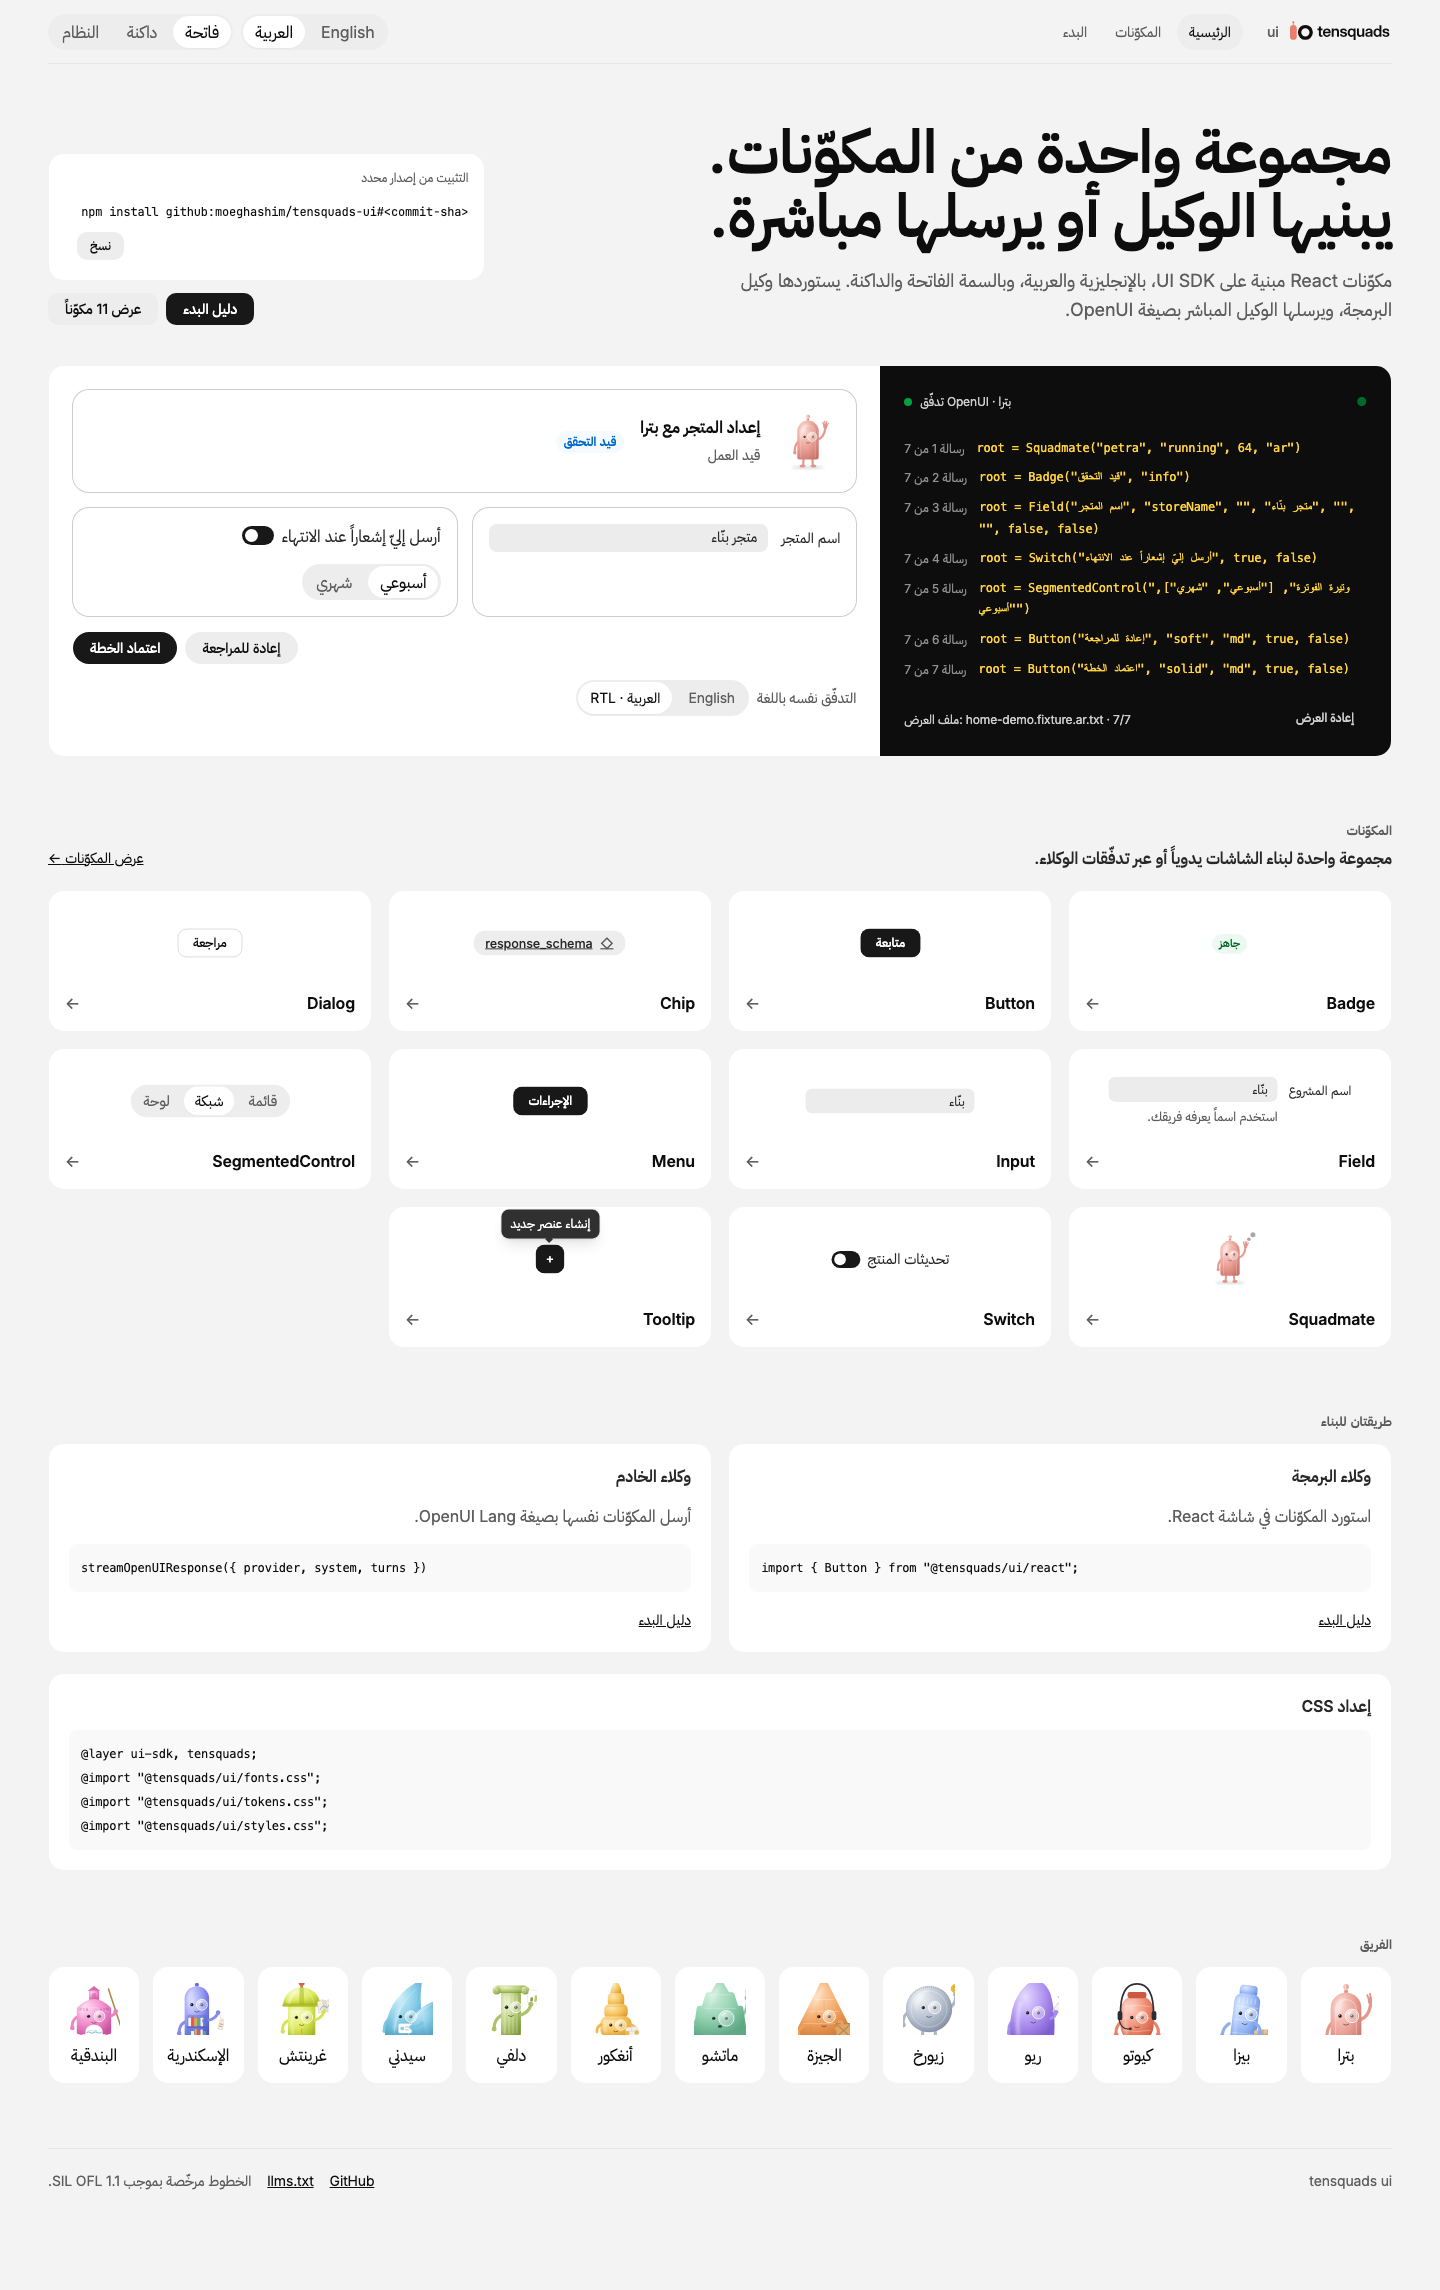 tensquads ui
الرئيسية
المكوّنات
البدء
English
العربية
فاتحة
داكنة
النظام
مجموعة واحدة من المكوّنات.
يبنيها الوكيل أو يرسلها مباشرة.
مكوّنات React مبنية على UI SDK، بالإنجليزية والعربية، وبالسمة الفاتحة والداكنة. يستوردها وكيل
البرمجة، ويرسلها الوكيل المباشر بصيغة OpenUI.
التثبيت من إصدار محدد
npm install github:moeghashim/tensquads-ui#<commit-sha>
نسخ
دليل البدء
عرض 11 مكوّناً
بترا · OpenUI تدفّق
رسالة 1 من 7 root = Squadmate("petra", "running", 64, "ar")
رسالة 2 من 7 root = Badge("قيد التحقق", "info")
رسالة 3 من 7 root = Field("اسم المتجر", "storeName", "", "متجر بنّاء", "",
"", false, false)
رسالة 4 من 7 root = Switch("أرسل إليّ إشعاراً عند الانتهاء", true, false)
رسالة 5 من 7 root = SegmentedControl("وتيرة الفوترة", ["أسبوعي", "شهري"],
"أسبوعي")
رسالة 6 من 7 root = Button("إعادة للمراجعة", "soft", "md", true, false)
رسالة 7 من 7 root = Button("اعتماد الخطة", "solid", "md", true, false)
ملف العرض: home-demo.fixture.ar.txt · 7/7
إعادة العرض
إعداد المتجر مع بترا
قيد العمل
قيد التحقق
اسم المتجر
متجر بنّاء
أرسل إليّ إشعاراً عند الانتهاء
أسبوعي
شهري
إعادة للمراجعة
اعتماد الخطة
التدفّق نفسه باللغة
English
العربية · RTL
المكوّنات
مجموعة واحدة لبناء الشاشات يدوياً أو عبر تدفّقات الوكلاء.
عرض المكوّنات ←
جاهز
Badge ←
متابعة
Button ←
response_schema
Chip ←
مراجعة
Dialog ←
اسم المشروع
بنّاء
استخدم اسماً يعرفه فريقك.
Field ←
بنّاء
Input ←
الإجراءات
Menu ←
قائمة
شبكة
لوحة
SegmentedControl ←
Squadmate ←
تحديثات المنتج
Switch ←
إنشاء عنصر جديد
+
Tooltip ←
طريقتان للبناء
وكلاء البرمجة
استورد المكوّنات في شاشة React.
import { Button } from "@tensquads/ui/react";
دليل البدء
وكلاء الخادم
أرسل المكوّنات نفسها بصيغة OpenUI Lang.
streamOpenUIResponse({ provider, system, turns })
دليل البدء
إعداد CSS
@layer ui-sdk, tensquads;
@import "@tensquads/ui/fonts.css";
@import "@tensquads/ui/tokens.css";
@import "@tensquads/ui/styles.css";
الفريق
بترا
بيزا
كيوتو
ريو
زيورخ
الجيزة
ماتشو
أنغكور
دلفي
سيدني
غرينتش
الإسكندرية
البندقية
tensquads ui
GitHub
llms.txt
الخطوط مرخّصة بموجب SIL OFL 1.1.